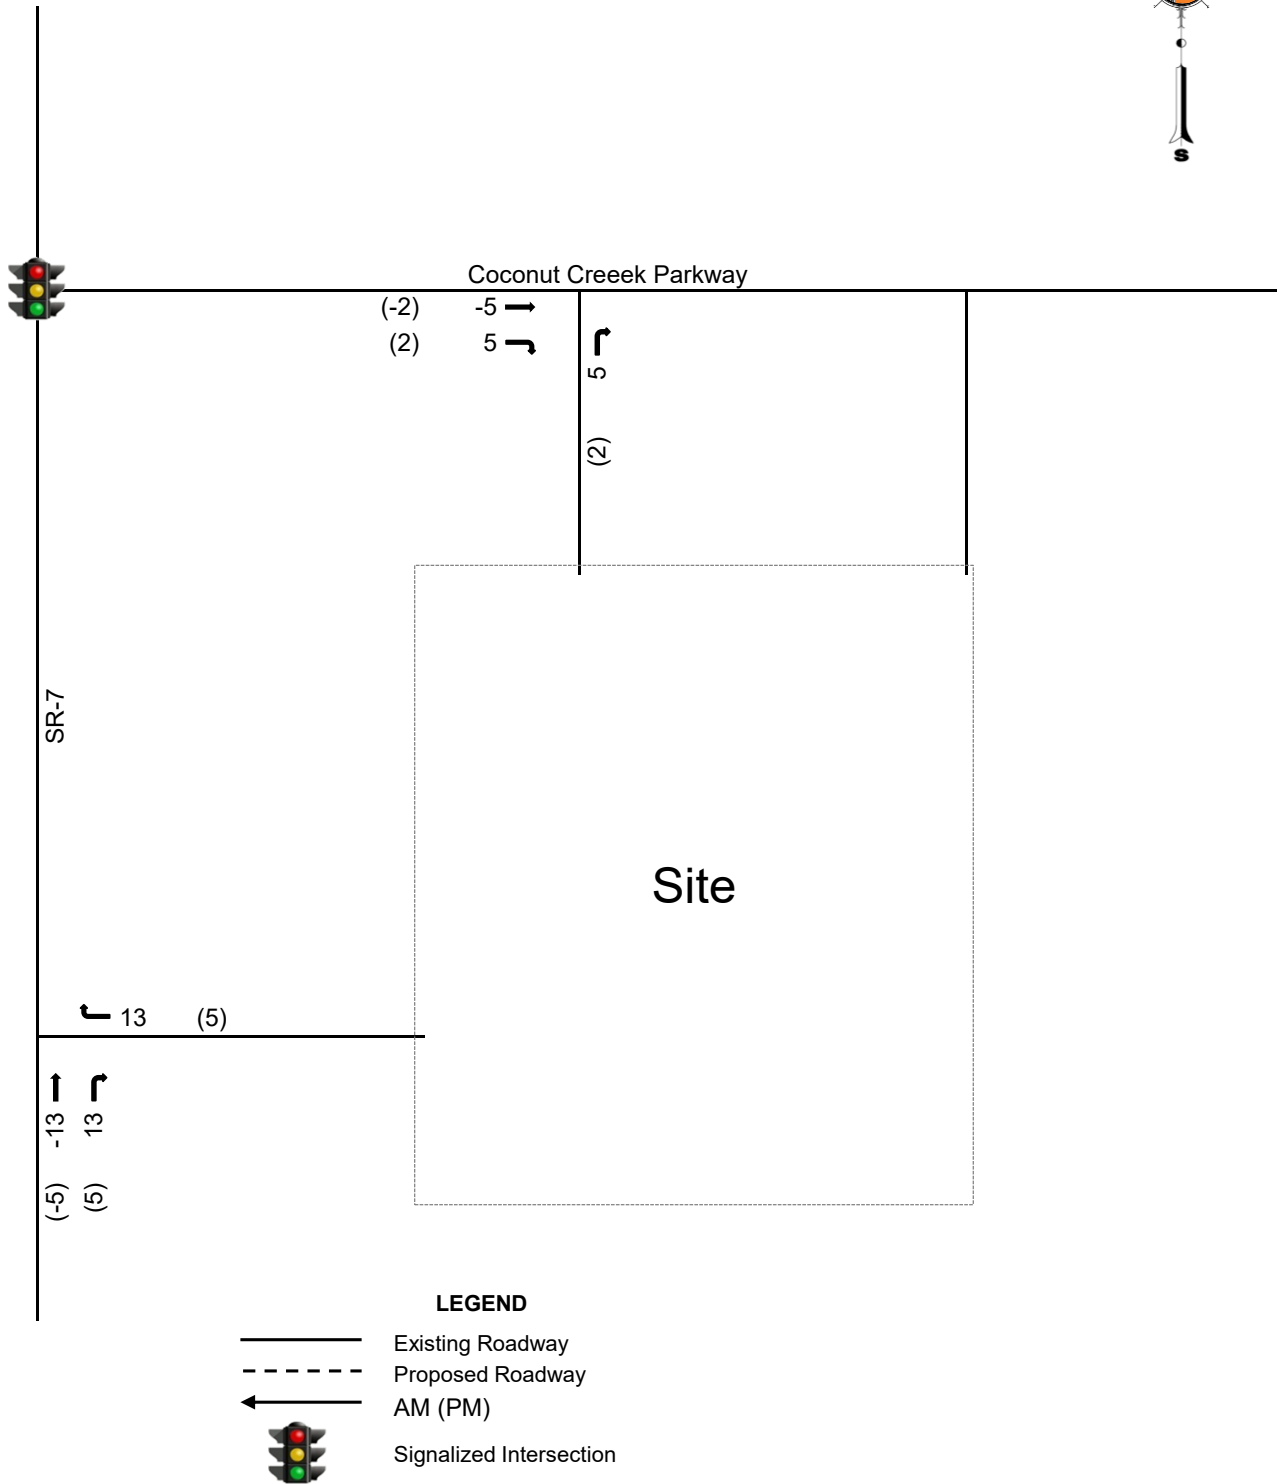 S
Coconut Creeek Parkway
(-2) -5
(2) 5
5
(2)
SR-7
Site
13 (5)
-13
13
(-5)
(5)
LEGEND
Existing Roadway
Proposed Roadway
AM (PM)
Signalized Intersection